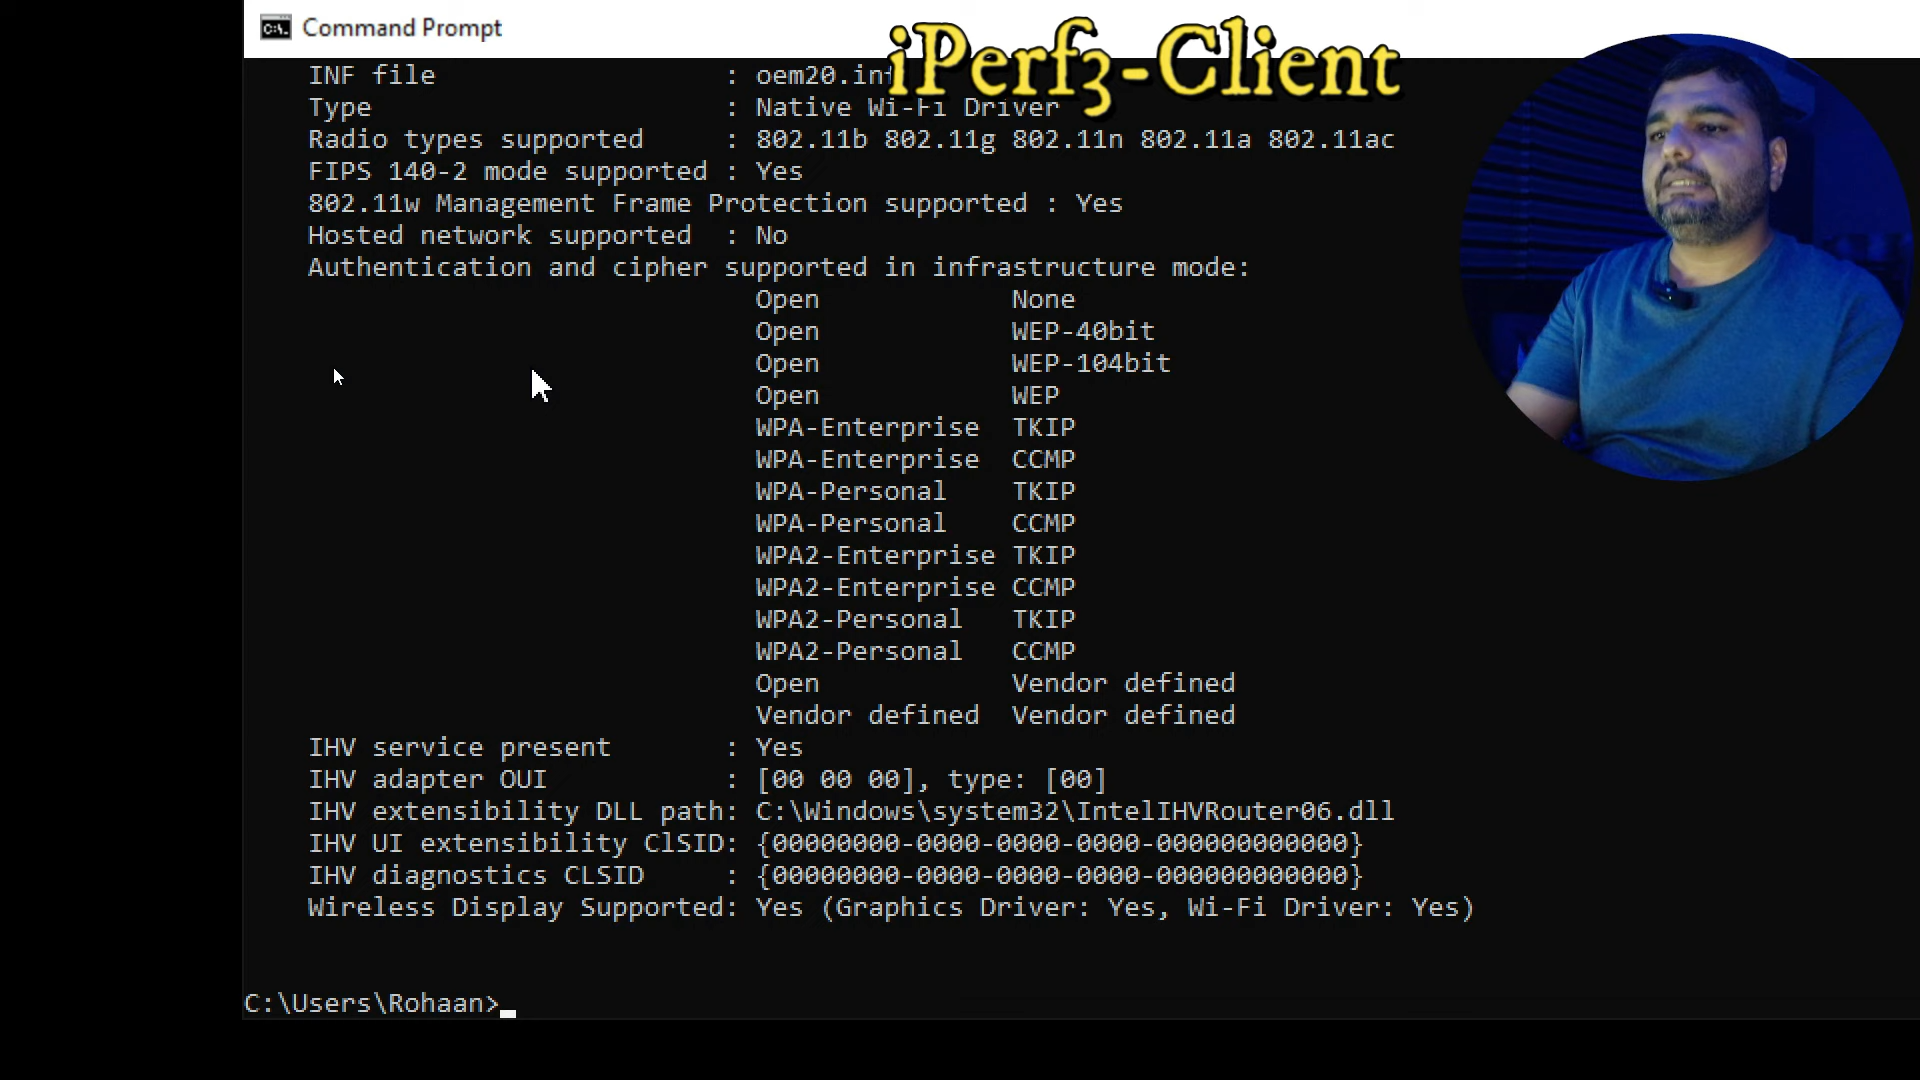 Command Prompt
iPerf3-Client
INF file : oem20.inf
Type : Native Wi-Fi Driver
Radio types supported : 802.11b 802.11g 802.11n 802.11a 802.11ac
FIPS 140-2 mode supported : Yes
802.11w Management Frame Protection supported : Yes
Hosted network supported : No
Authentication and cipher supported in infrastructure mode:
Open None
Open WEP-40bit
Open WEP-104bit
Open WEP
WPA-Enterprise TKIP
WPA-Enterprise CCMP
WPA-Personal TKIP
WPA-Personal CCMP
WPA2-Enterprise TKIP
WPA2-Enterprise CCMP
WPA2-Personal TKIP
WPA2-Personal CCMP
Open Vendor defined
Vendor defined Vendor defined
IHV service present : Yes
IHV adapter OUI : [00 00 00], type: [00]
IHV extensibility DLL path: C:\Windows\system32\IntelIHVRouter06.dll
IHV UI extensibility ClSID: {00000000-0000-0000-0000-000000000000}
IHV diagnostics CLSID : {00000000-0000-0000-0000-000000000000}
Wireless Display Supported: Yes (Graphics Driver: Yes, Wi-Fi Driver: Yes)
C:\Users\Rohaan>